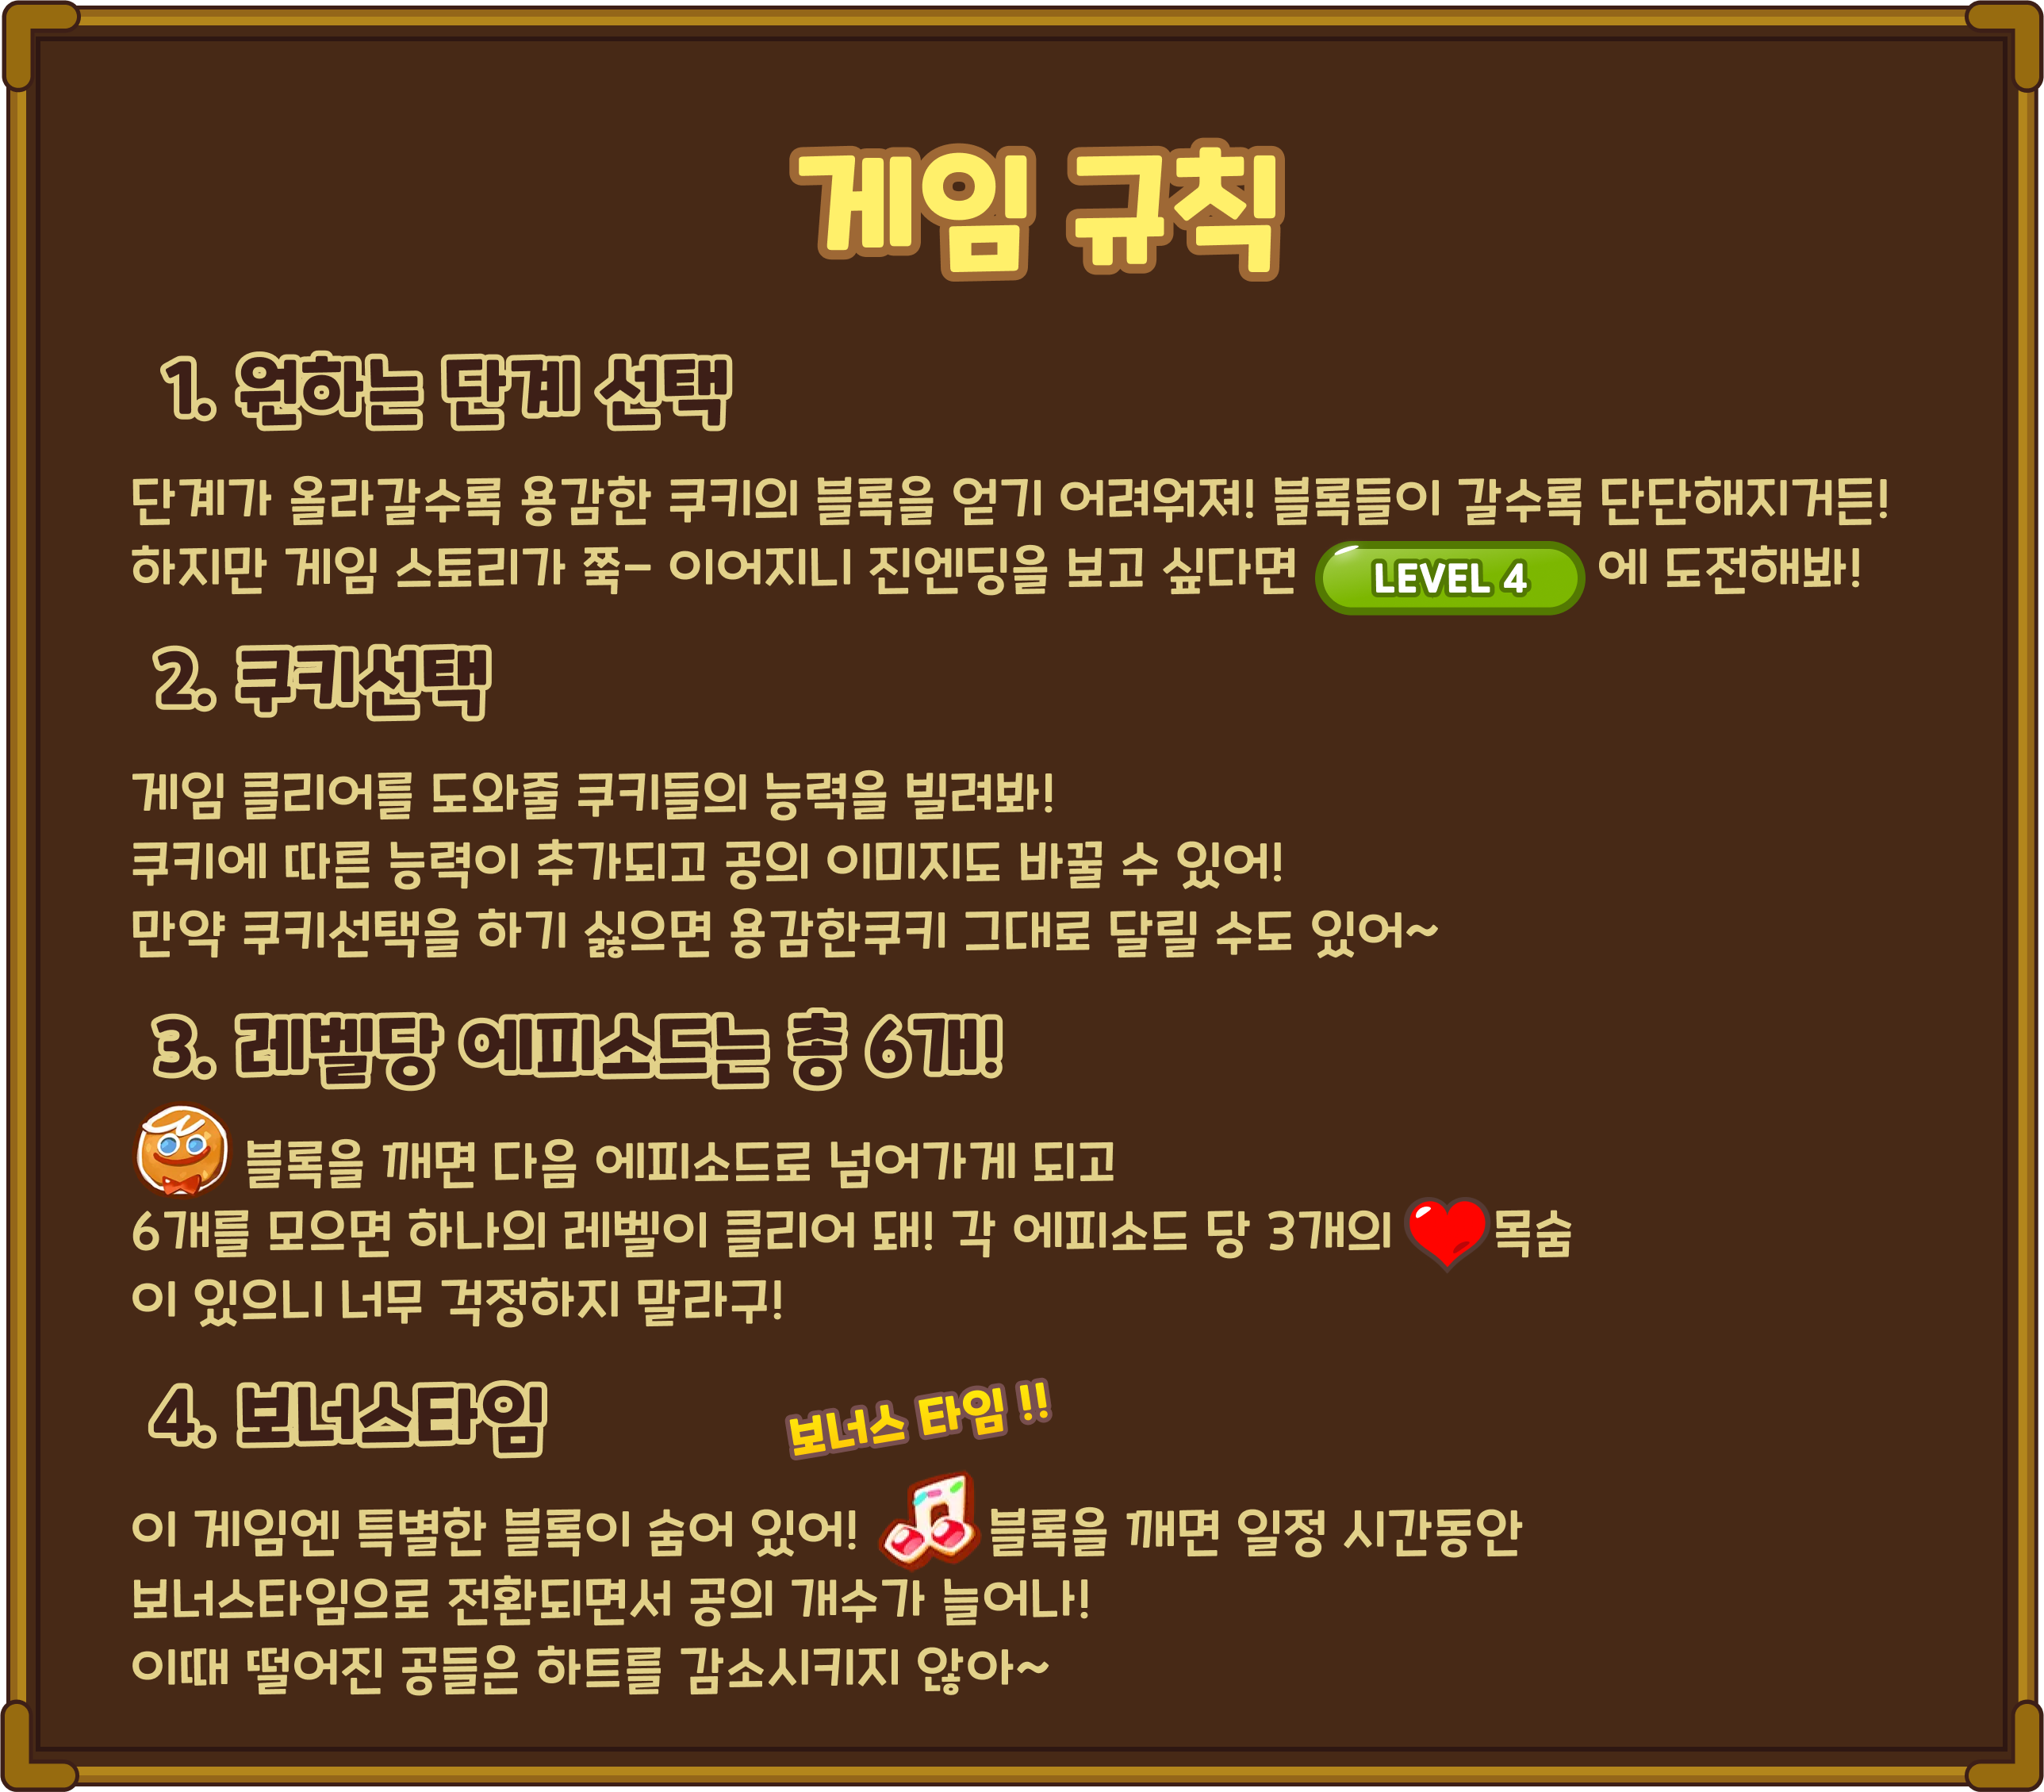 게임 규칙
1. 원하는 단계 선택
단계가 올라갈수록 용감한 쿠키의 블록을 얻기 어려워져! 블록들이 갈수록 단단해지거든!
하지만 게임 스토리가 쭉- 이어지니 진엔딩을 보고 싶다면 LEVEL 4 에 도전해봐!
2. 쿠키선택
게임 클리어를 도와줄 쿠키들의 능력을 빌려봐!
쿠키에 다른 능력이 추가되고 공의 이미지도 바꿀 수 있어!
만약 쿠키선택을 하기 싫으면 용감한쿠키 그대로 달릴 수도 있어~
3. 레벨당 에피소드는 총 6개!
블록을 깨면 다음 에피소드로 넘어가게 되고
6개를 모으면 하나의 레벨이 클리어 돼! 각 에피소드 당 3개의 목숨
이 있으니 너무 걱정하지 말라구!
4. 보너스타임
보너스 타임 !!
이 게임엔 특별한 블록이 숨어 있어! 블록을 깨면 일정 시간동안
보너스타임으로 전환되면서 공의 개수가 늘어나!
이때 떨어진 공들은 하트를 감소시키지 않아~